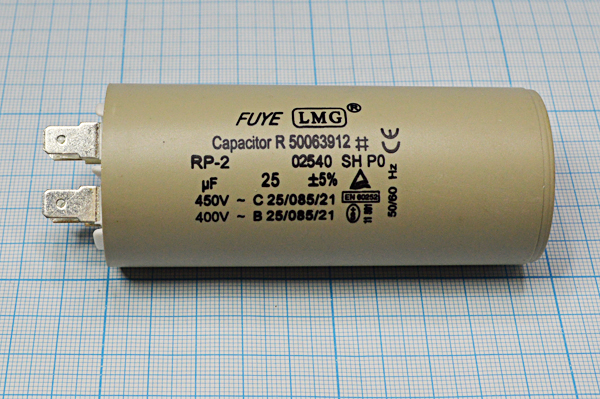 FUYE LMG ®
Capacitor R 50063912 CE
RP-2 02540 SH P0
µF 25 ±5%
450V ~ C 25/085/21 EN 60252
400V ~ B 25/085/21
50/60 Hz